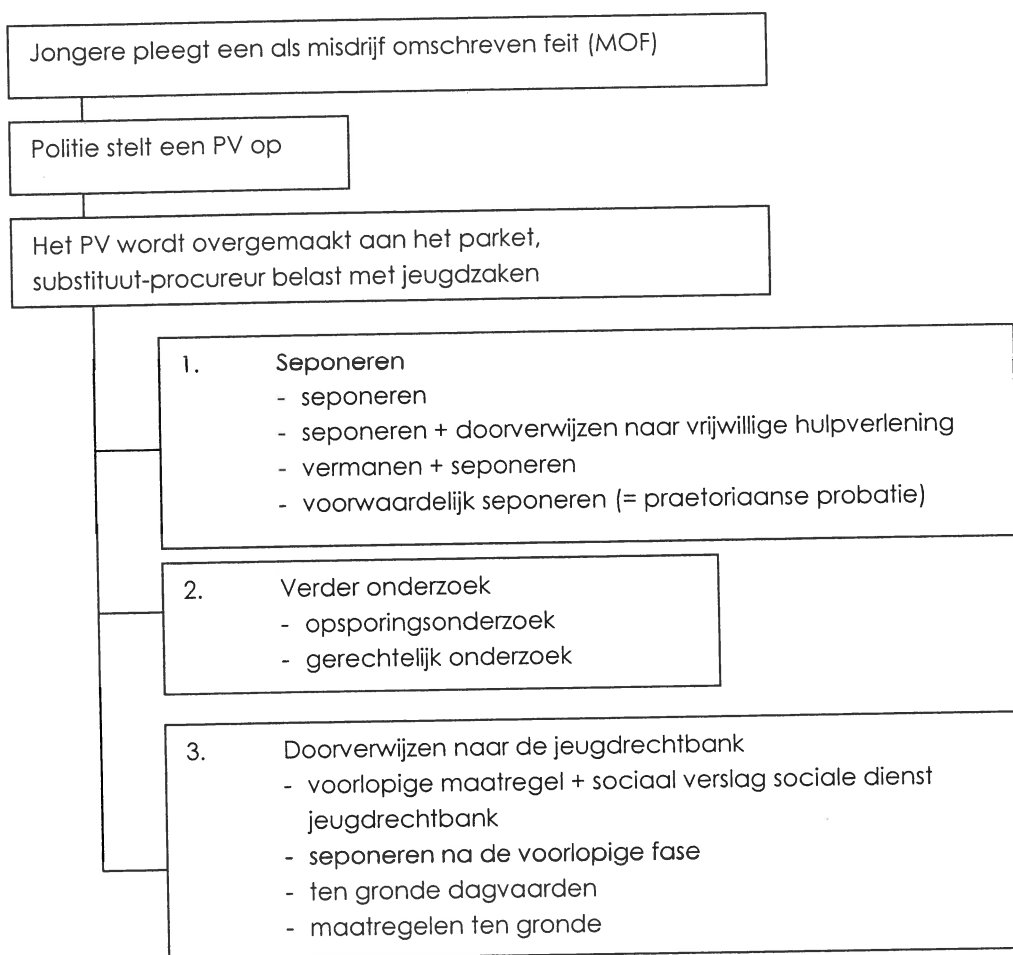 Jongere pleegt een als misdrijf omschreven feit (MOF)
Politie stelt een PV op
Het PV wordt overgemaakt aan het parket,
substituut-procureur belast met jeugdzaken
1. Seponeren
- seponeren
- seponeren + doorverwijzen naar vrijwillige hulpverlening
- vermanen + seponeren
- voorwaardelijk seponeren (= praetoriaanse probatie)
2. Verder onderzoek
- opsporingsonderzoek
- gerechtelijk onderzoek
3. Doorverwijzen naar de jeugdrechtbank
- voorlopige maatregel + sociaal verslag sociale dienst
jeugdrechtbank
- seponeren na de voorlopige fase
- ten gronde dagvaarden
- maatregelen ten gronde